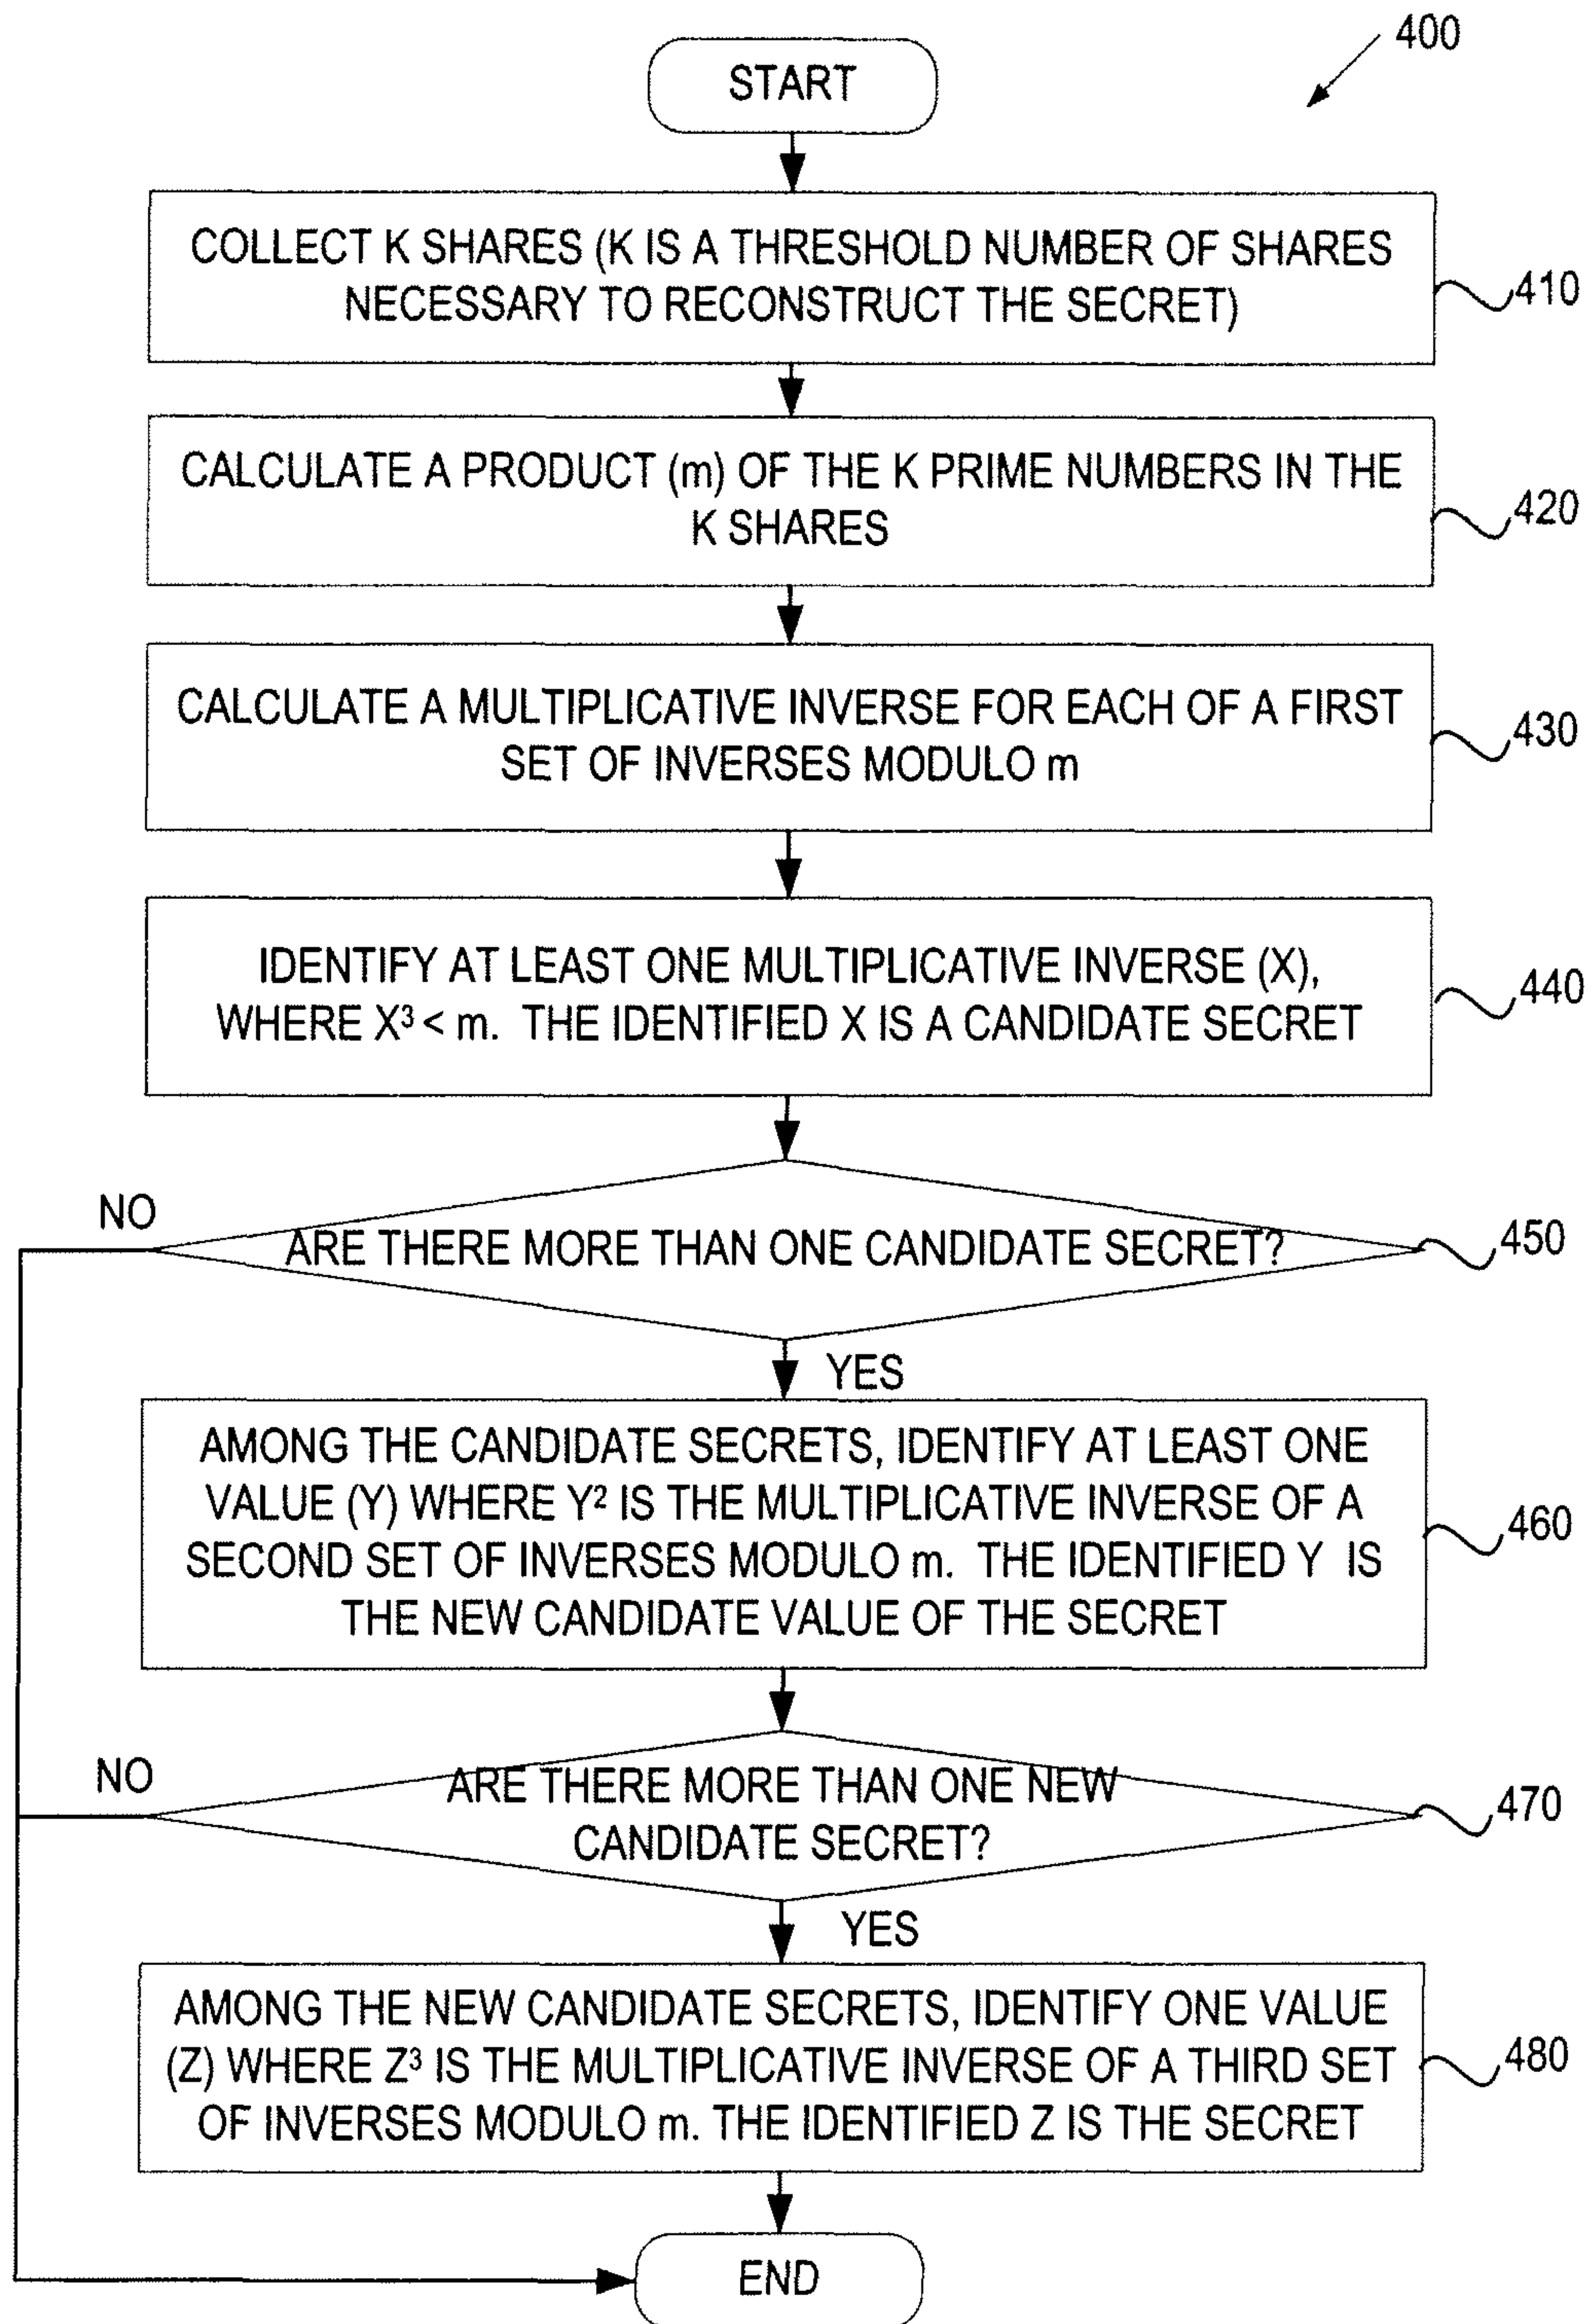 400
START
COLLECT K SHARES (K IS A THRESHOLD NUMBER OF SHARES
NECESSARY TO RECONSTRUCT THE SECRET)
410
CALCULATE A PRODUCT (m) OF THE K PRIME NUMBERS IN THE
K SHARES
420
CALCULATE A MULTIPLICATIVE INVERSE FOR EACH OF A FIRST
SET OF INVERSES MODULO m
430
IDENTIFY AT LEAST ONE MULTIPLICATIVE INVERSE (X),
WHERE X³ < m. THE IDENTIFIED X IS A CANDIDATE SECRET
440
NO
ARE THERE MORE THAN ONE CANDIDATE SECRET?
450
YES
AMONG THE CANDIDATE SECRETS, IDENTIFY AT LEAST ONE
VALUE (Y) WHERE Y² IS THE MULTIPLICATIVE INVERSE OF A
SECOND SET OF INVERSES MODULO m. THE IDENTIFIED Y IS
THE NEW CANDIDATE VALUE OF THE SECRET
460
NO
ARE THERE MORE THAN ONE NEW
CANDIDATE SECRET?
470
YES
AMONG THE NEW CANDIDATE SECRETS, IDENTIFY ONE VALUE
(Z) WHERE Z³ IS THE MULTIPLICATIVE INVERSE OF A THIRD SET
OF INVERSES MODULO m. THE IDENTIFIED Z IS THE SECRET
480
END